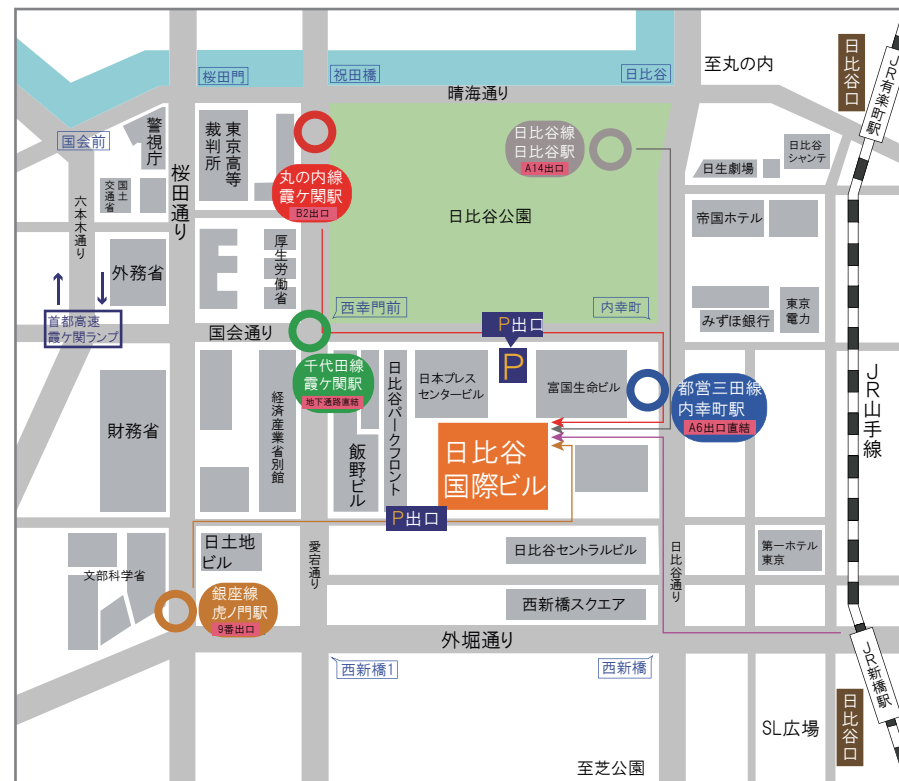 至丸の内
日比谷口
JR有楽町駅
桜田門
祝田橋
日比谷
晴海通り
国会前
警視庁
東京高等
裁判所
日比谷線
日比谷駅
A14出口
日比谷
シャンテ
日生劇場
丸の内線
霞ケ関駅
B2出口
国土
交通省
桜田通り
六本木通り
日比谷公園
帝国ホテル
外務省
厚生労働省
首都高速
霞ケ関ランプ
国会通り
西幸門前
内幸町
P出口
P
みずほ銀行
東京
電力
千代田線
霞ケ関駅
地下通路直結
日本プレス
センタービル
富国生命ビル
都営三田線
内幸町駅
A6出口直結
JR山手線
財務省
経済産業省別館
飯野ビル
日比谷パークフロント
日比谷
国際ビル
P出口
日土地
ビル
愛宕通り
日比谷セントラルビル
日比谷通り
第一ホテル
東京
文部科学省
銀座線
虎ノ門駅
9番出口
西新橋スクエア
外堀通り
西新橋1
西新橋
JR新橋駅
日比谷口
SL広場
至芝公園